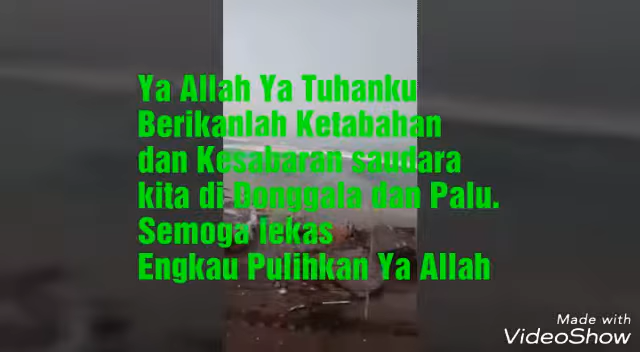 Ya Allah Ya Tuhanku
Berikanlah Ketabahan
dan Kesabaran saudara
kita di Donggala dan Palu.
Semoga lekas
Engkau Pulihkan Ya Allah
Made with
VideoShow